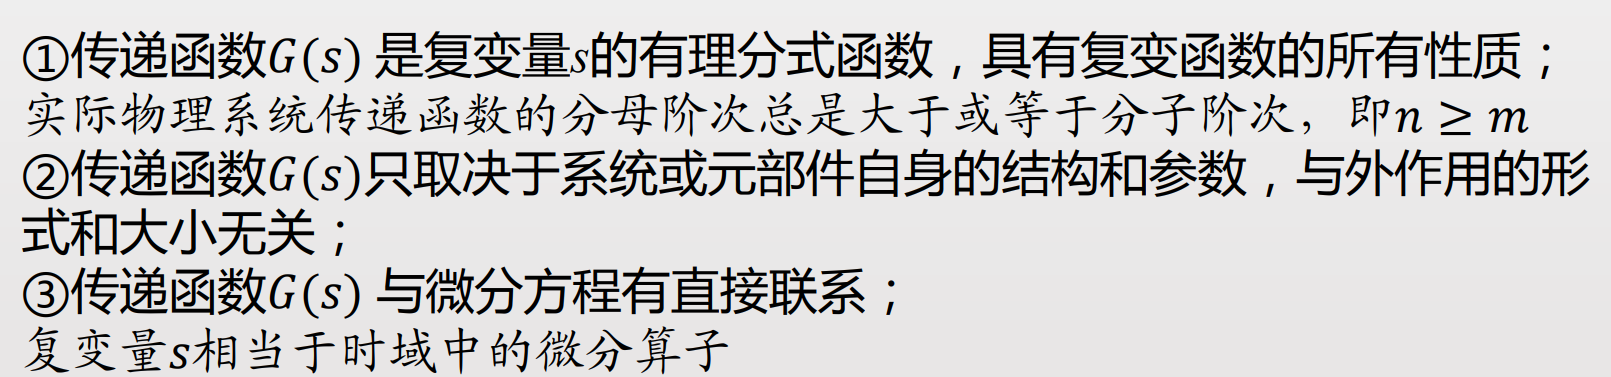 ①传递函数G(s) 是复变量s的有理分式函数，具有复变函数的所有性质；
实际物理系统传递函数的分母阶次总是大于或等于分子阶次，即n ≥ m
②传递函数G(s)只取决于系统或元部件自身的结构和参数，与外作用的形
式和大小无关；
③传递函数G(s) 与微分方程有直接联系；
复变量s相当于时域中的微分算子